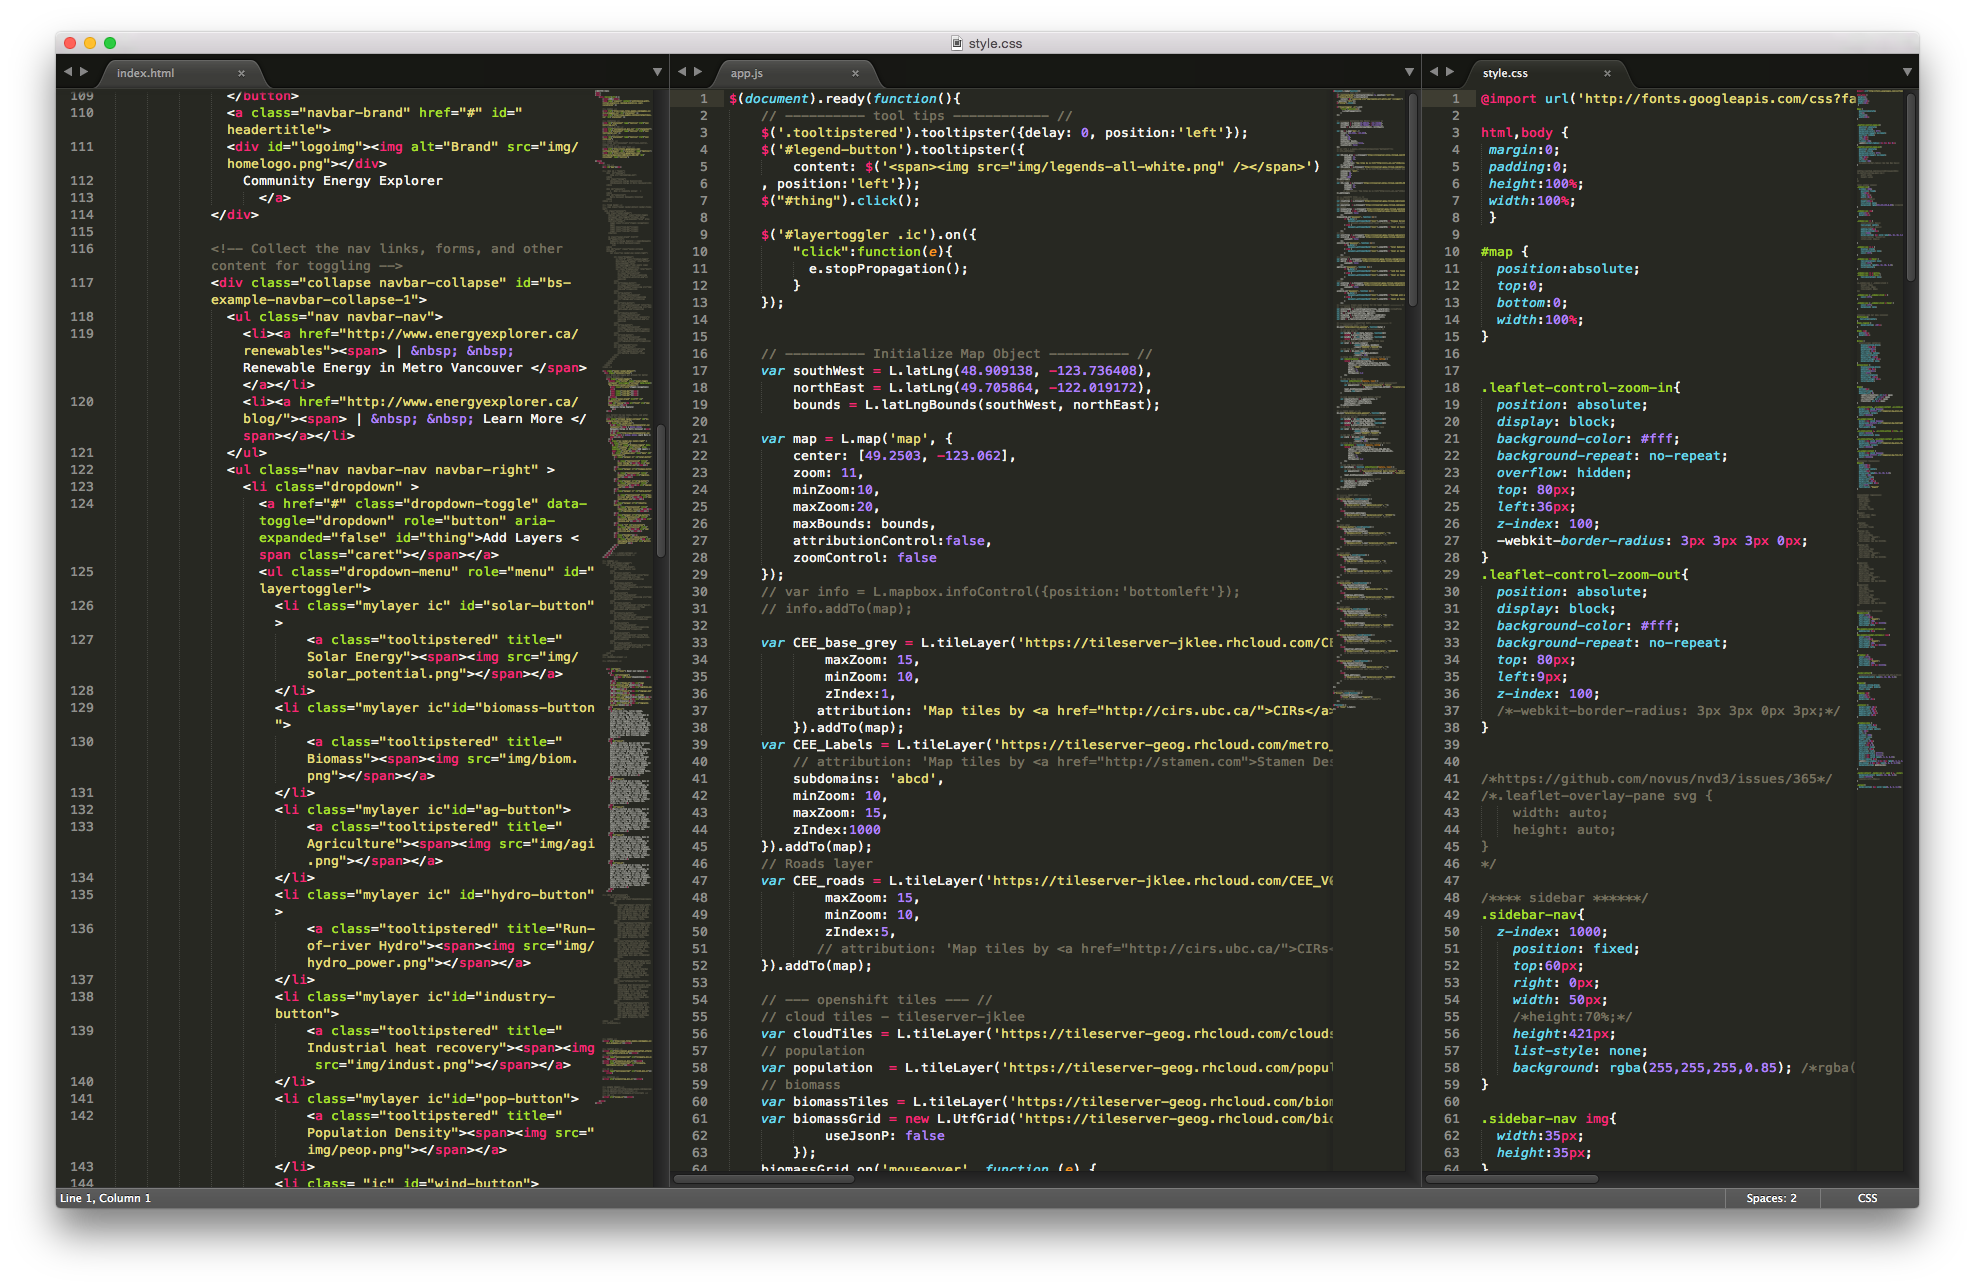 style.css
index.html ×
109 </button>
110 <a class="navbar-brand" href="#" id="
headertitle">
111 <div id="logoimg"><img alt="Brand" src="img/
homelogo.png"></div>
112 Community Energy Explorer
113 </a>
114 </div>
115
116 <!-- Collect the nav links, forms, and other
content for toggling -->
117 <div class="collapse navbar-collapse" id="bs-
example-navbar-collapse-1">
118 <ul class="nav navbar-nav">
119 <li><a href="http://www.energyexplorer.ca/
renewables"><span> | &nbsp; &nbsp;
Renewable Energy in Metro Vancouver </span>
</a></li>
120 <li><a href="http://www.energyexplorer.ca/
blog/"><span> | &nbsp; &nbsp; Learn More </
span></a></li>
121 </ul>
122 <ul class="nav navbar-nav navbar-right" >
123 <li class="dropdown" >
124 <a href="#" class="dropdown-toggle" data-
toggle="dropdown" role="button" aria-
expanded="false" id="thing">Add Layers <
span class="caret"></span></a>
125 <ul class="dropdown-menu" role="menu" id="
layertoggler">
126 <li class="mylayer ic" id="solar-button"
>
127 <a class="tooltipstered" title="
Solar Energy"><span><img src="img/
solar_potential.png"></span></a>
128 </li>
129 <li class="mylayer ic"id="biomass-button
">
130 <a class="tooltipstered" title="
Biomass"><span><img src="img/biom.
png"></span></a>
131 </li>
132 <li class="mylayer ic"id="ag-button">
133 <a class="tooltipstered" title="
Agriculture"><span><img src="img/agi
.png"></span></a>
134 </li>
135 <li class="mylayer ic" id="hydro-button"
>
136 <a class="tooltipstered" title="Run-
of-river Hydro"><span><img src="img/
hydro_power.png"></span></a>
137 </li>
138 <li class="mylayer ic"id="industry-
button">
139 <a class="tooltipstered" title="
Industrial heat recovery"><span><img
src="img/indust.png"></span></a>
140 </li>
141 <li class="mylayer ic"id="pop-button">
142 <a class="tooltipstered" title="
Population Density"><span><img src="
img/peop.png"></span></a>
143 </li>
144 <li class= "ic" id="wind-button">
app.js ×
1 $(document).ready(function(){
2 // —————————— tool tips ———————————— //
3 $('.tooltipstered').tooltipster({delay: 0, position:'left'});
4 $('#legend-button').tooltipster({
5 content: $('<span><img src="img/legends-all-white.png" /></span>')
6 , position:'left'});
7 $("#thing").click();
8
9 $('#layertoggler .ic').on({
10 "click":function(e){
11 e.stopPropagation();
12 }
13 });
14
15
16 // —————————— Initialize Map Object —————————— //
17 var southWest = L.latLng(48.909138, -123.736408),
18 northEast = L.latLng(49.705864, -122.019172),
19 bounds = L.latLngBounds(southWest, northEast);
20
21 var map = L.map('map', {
22 center: [49.2503, -123.062],
23 zoom: 11,
24 minZoom:10,
25 maxZoom:20,
26 maxBounds: bounds,
27 attributionControl:false,
28 zoomControl: false
29 });
30 // var info = L.mapbox.infoControl({position:'bottomleft'});
31 // info.addTo(map);
32
33 var CEE_base_grey = L.tileLayer('https://tileserver-jklee.rhcloud.com/CE
34 maxZoom: 15,
35 minZoom: 10,
36 zIndex:1,
37 attribution: 'Map tiles by <a href="http://cirs.ubc.ca/">CIRs</a>
38 }).addTo(map);
39 var CEE_Labels = L.tileLayer('https://tileserver-geog.rhcloud.com/metro_
40 // attribution: 'Map tiles by <a href="http://stamen.com">Stamen Des
41 subdomains: 'abcd',
42 minZoom: 10,
43 maxZoom: 15,
44 zIndex:1000
45 }).addTo(map);
46 // Roads layer
47 var CEE_roads = L.tileLayer('https://tileserver-jklee.rhcloud.com/CEE_V0
48 maxZoom: 15,
49 minZoom: 10,
50 zIndex:5,
51 // attribution: 'Map tiles by <a href="http://cirs.ubc.ca/">CIRs<
52 }).addTo(map);
53
54 // ——— openshift tiles ——— //
55 // cloud tiles - tileserver-jklee
56 var cloudTiles = L.tileLayer('https://tileserver-geog.rhcloud.com/clouds
57 // population
58 var population = L.tileLayer('https://tileserver-geog.rhcloud.com/popul
59 // biomass
60 var biomassTiles = L.tileLayer('https://tileserver-geog.rhcloud.com/biom
61 var biomassGrid = new L.UtfGrid('https://tileserver-geog.rhcloud.com/bio
62 useJsonP: false
63 });
64 biomassGrid.on('mouseover', function (e) {
style.css ×
1 @import url('http://fonts.googleapis.com/css?fa
2
3 html,body {
4 margin:0;
5 padding:0;
6 height:100%;
7 width:100%;
8 }
9
10 #map {
11 position:absolute;
12 top:0;
13 bottom:0;
14 width:100%;
15 }
16
17
18 .leaflet-control-zoom-in{
19 position: absolute;
20 display: block;
21 background-color: #fff;
22 background-repeat: no-repeat;
23 overflow: hidden;
24 top: 80px;
25 left:36px;
26 z-index: 100;
27 -webkit-border-radius: 3px 3px 3px 0px;
28 }
29 .leaflet-control-zoom-out{
30 position: absolute;
31 display: block;
32 background-color: #fff;
33 background-repeat: no-repeat;
34 top: 80px;
35 left:9px;
36 z-index: 100;
37 /*-webkit-border-radius: 3px 3px 0px 3px;*/
38 }
39
40
41 /*https://github.com/novus/nvd3/issues/365*/
42 /*.leaflet-overlay-pane svg {
43 width: auto;
44 height: auto;
45 }
46 */
47
48 /**** sidebar ******/
49 .sidebar-nav{
50 z-index: 1000;
51 position: fixed;
52 top:60px;
53 right: 0px;
54 width: 50px;
55 /*height:70%;*/
56 height:421px;
57 list-style: none;
58 background: rgba(255,255,255,0.85); /*rgba(
59 }
60
61 .sidebar-nav img{
62 width:35px;
63 height:35px;
64 }
Line 1, Column 1
Spaces: 2
CSS